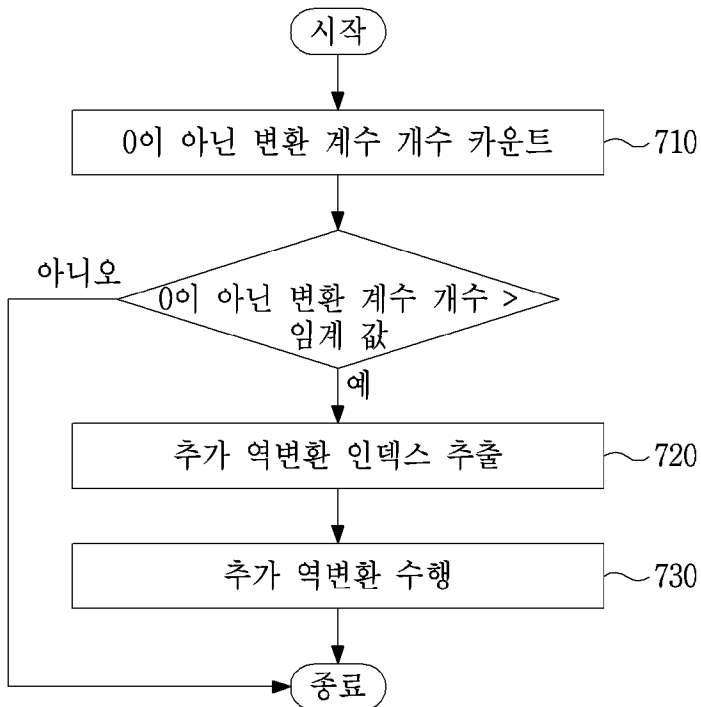 시작
0이 아닌 변환 계수 개수 카운트
710
아니오
0이 아닌 변환 계수 개수 >
임계 값
예
추가 역변환 인덱스 추출
720
추가 역변환 수행
730
종료